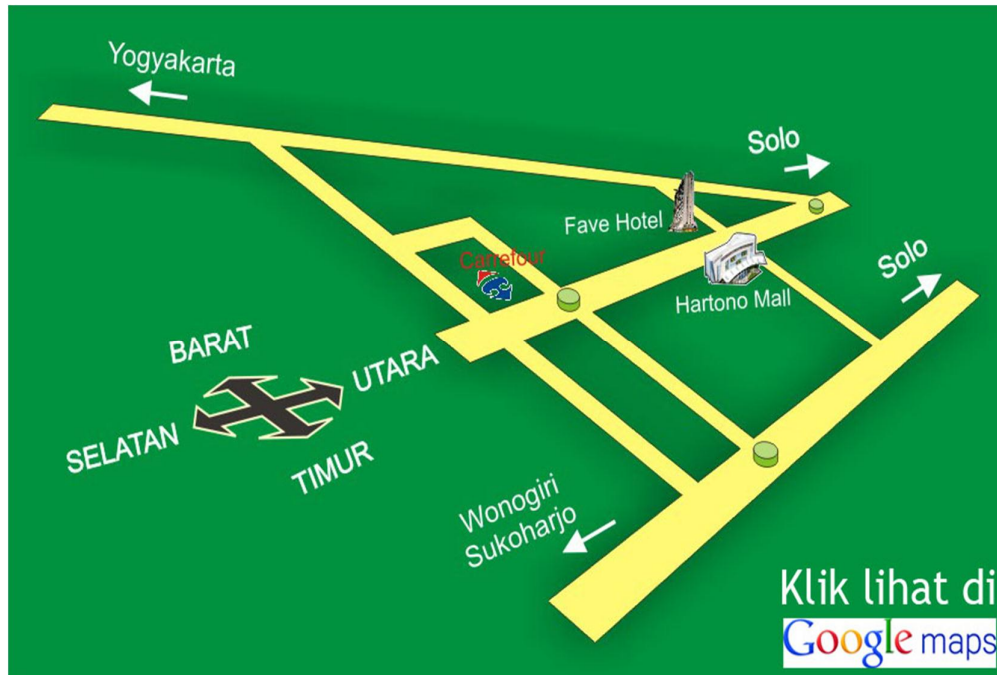 Yogyakarta
Solo
Fave Hotel
Carrefour
Hartono Mall
Solo
BARAT
UTARA
SELATAN
TIMUR
Wonogiri
Sukoharjo
Klik lihat di
Google maps